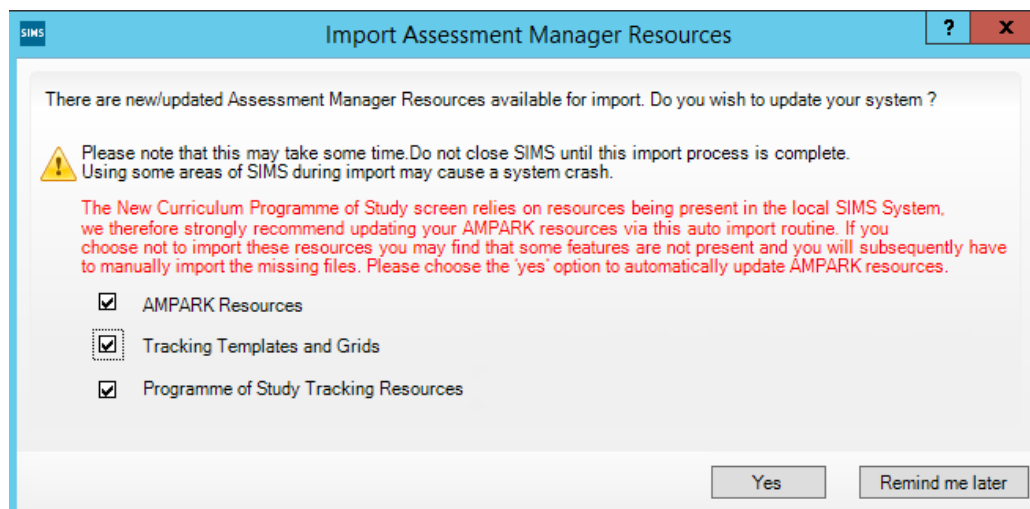 SIMS
Import Assessment Manager Resources
? x
There are new/updated Assessment Manager Resources available for import. Do you wish to update your system ?
Please note that this may take some time.Do not close SIMS until this import process is complete.
Using some areas of SIMS during import may cause a system crash.
The New Curriculum Programme of Study screen relies on resources being present in the local SIMS System,
we therefore strongly recommend updating your AMPARK resources via this auto import routine. If you
choose not to import these resources you may find that some features are not present and you will subsequently have
to manually import the missing files. Please choose the 'yes' option to automatically update AMPARK resources.
AMPARK Resources
Tracking Templates and Grids
Programme of Study Tracking Resources
Yes
Remind me later